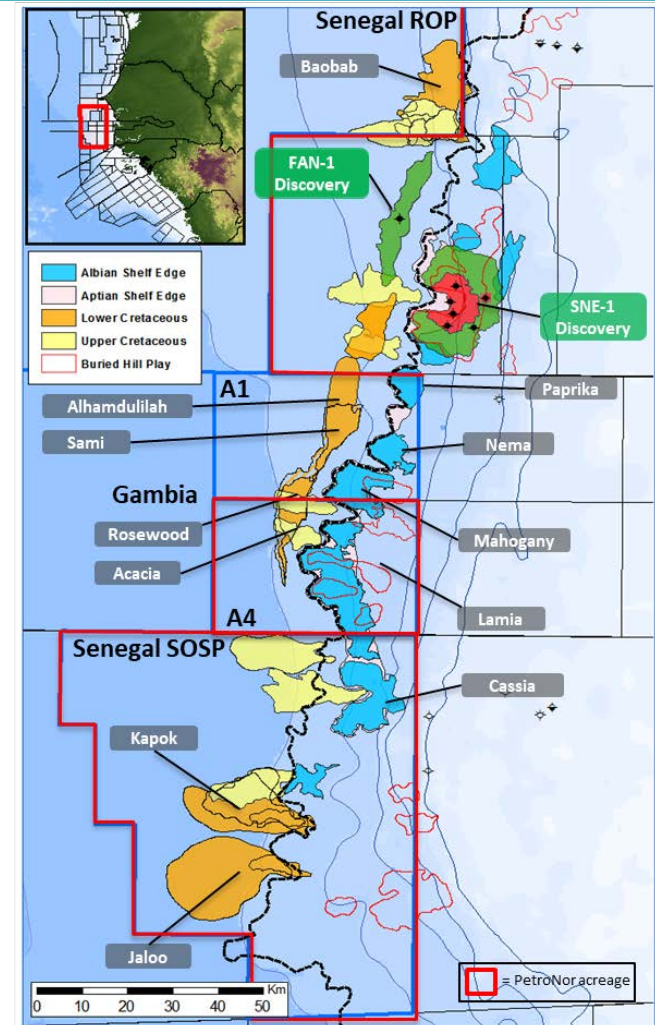 Senegal ROP
Baobab
FAN-1
Discovery
SNE-1
Discovery
Albian Shelf Edge
Aptian Shelf Edge
Lower Cretaceous
Upper Cretaceous
Buried Hill Play
A1
Paprika
Alhamdulilah
Sami
Nema
Gambia
Rosewood
Mahogany
Acacia
Lamia
A4
Senegal SOSP
Cassia
Kapok
Jaloo
Km
0 10 20 30 40 50
= PetroNor acreage